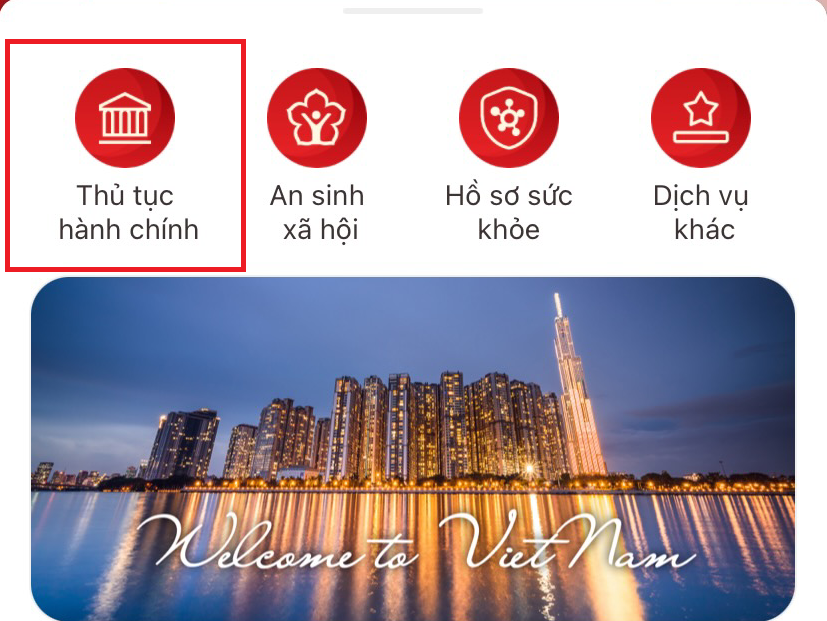 Thủ tục
hành chính
An sinh
xã hội
Hồ sơ sức
khỏe
Dịch vụ
khác
Welcome to VietNam